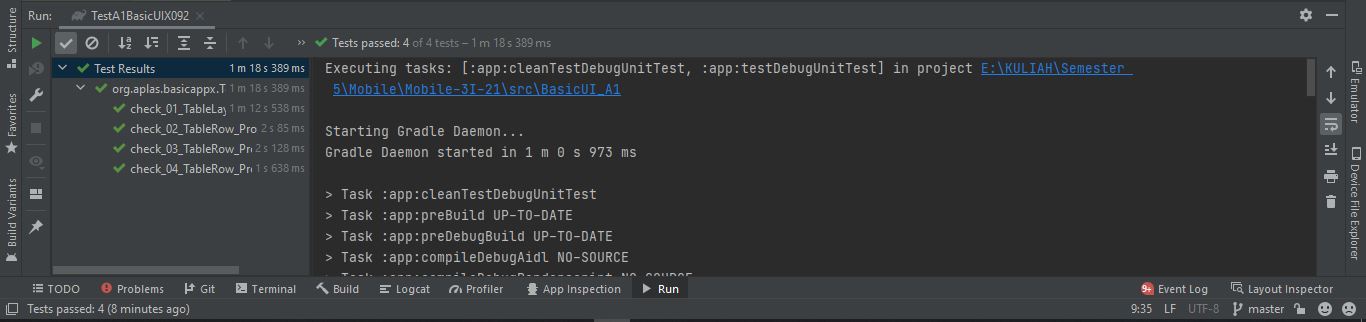 Run: TestA1BasicUIX092
Structure
Favorites
Build Variants
» Tests passed: 4 of 4 tests – 1 m 18 s 389 ms
Test Results 1 m 18 s 389 ms
org.aplas.basicappx.T 1 m 18 s 389 ms
check_01_TableLay 1 m 12 s 538 ms
check_02_TableRow_Pro 2 s 85 ms
check_03_TableRow_Pr 2 s 128 ms
check_04_TableRow_Pr 1 s 638 ms
Executing tasks: [:app:cleanTestDebugUnitTest, :app:testDebugUnitTest] in project E:\KULIAH\Semester
5\Mobile\Mobile-3I-21\src\BasicUI_A1
Starting Gradle Daemon...
Gradle Daemon started in 1 m 0 s 973 ms
> Task :app:cleanTestDebugUnitTest
> Task :app:preBuild UP-TO-DATE
> Task :app:preDebugBuild UP-TO-DATE
> Task :app:compileDebugAidl NO-SOURCE
> Task :app:compileDebugRenderscript NO-SOURCE
Emulator
Device File Explorer
TODO Problems Git Terminal Build Logcat Profiler App Inspection Run 9+ Event Log Layout Inspector
Tests passed: 4 (8 minutes ago) 9:35 LF UTF-8 master